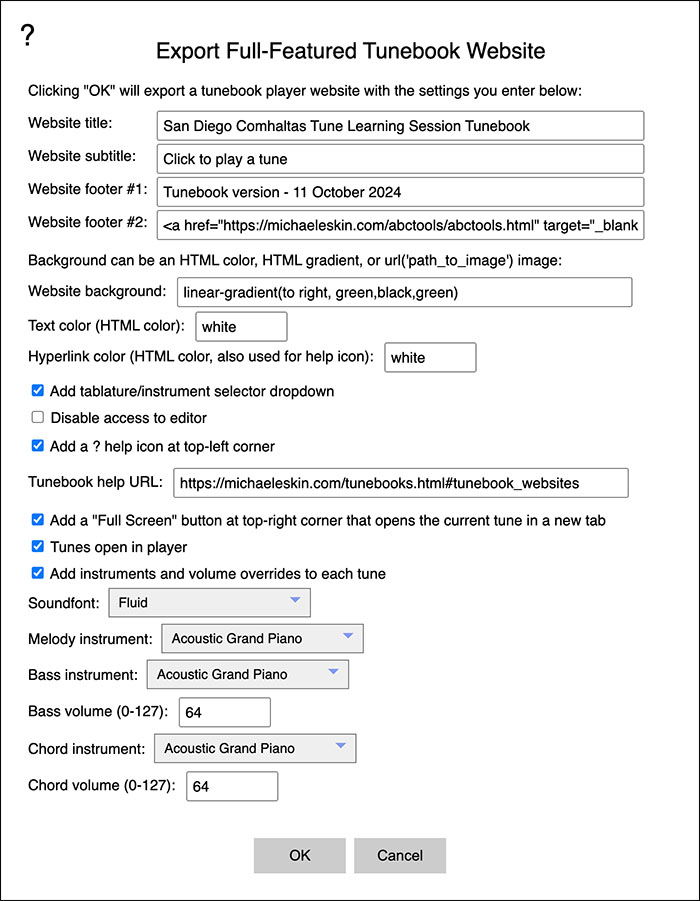 ?
Export Full-Featured Tunebook Website
Clicking "OK" will export a tunebook player website with the settings you enter below:
Website title: San Diego Comhaltas Tune Learning Session Tunebook
Website subtitle: Click to play a tune
Website footer #1: Tunebook version - 11 October 2024
Website footer #2: <a href="https://michaeleskin.com/abctools/abctools.html" target="_blank
Background can be an HTML color, HTML gradient, or url('path_to_image') image:
Website background: linear-gradient(to right, green,black,green)
Text color (HTML color): white
Hyperlink color (HTML color, also used for help icon): white
Add tablature/instrument selector dropdown
Disable access to editor
Add a ? help icon at top-left corner
Tunebook help URL: https://michaeleskin.com/tunebooks.html#tunebook_websites
Add a "Full Screen" button at top-right corner that opens the current tune in a new tab
Tunes open in player
Add instruments and volume overrides to each tune
Soundfont: Fluid
Melody instrument: Acoustic Grand Piano
Bass instrument: Acoustic Grand Piano
Bass volume (0-127): 64
Chord instrument: Acoustic Grand Piano
Chord volume (0-127): 64
OK Cancel